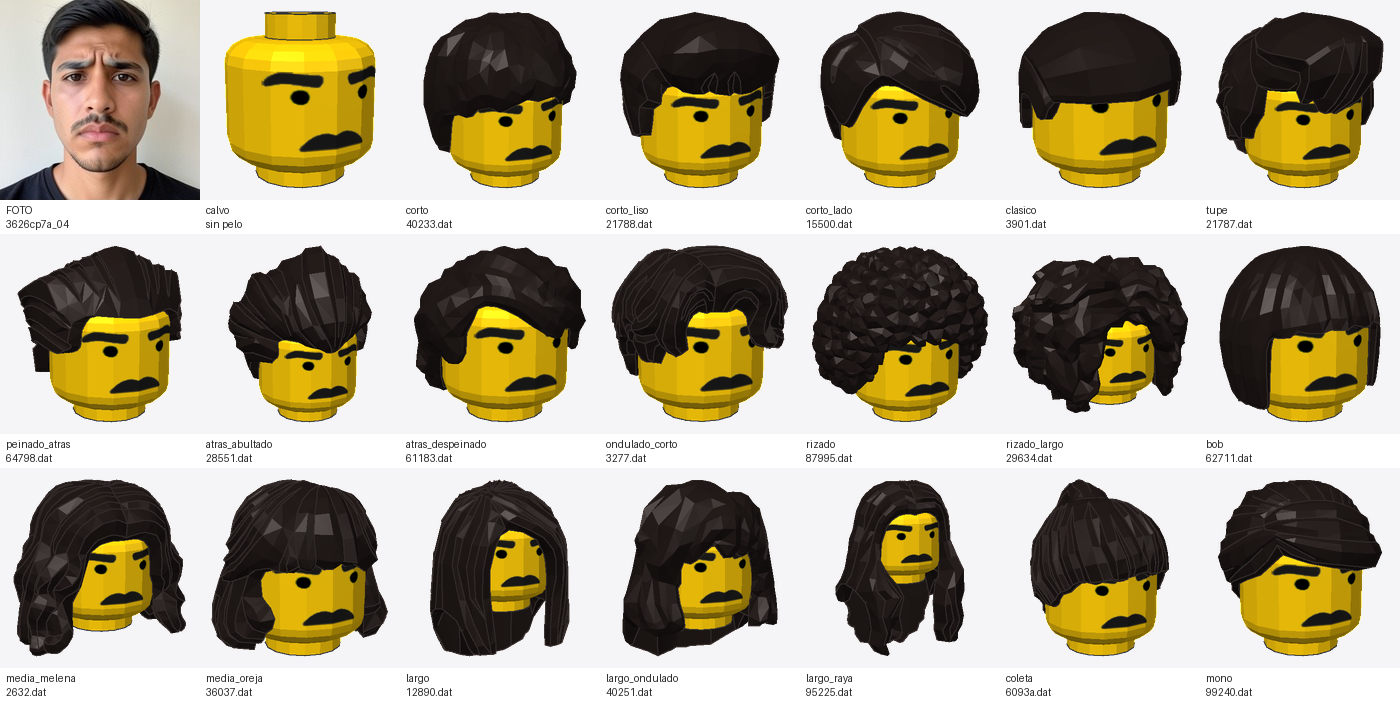 FOTO
3626cp7a_04
calvo
sin pelo
corto
40233.dat
corto_liso
21788.dat
corto_lado
15500.dat
clasico
3901.dat
tupe
21787.dat
peinado_atras
64798.dat
atras_abultado
28551.dat
atras_despeinado
61183.dat
ondulado_corto
3277.dat
rizado
87995.dat
rizado_largo
29634.dat
bob
62711.dat
media_melena
2632.dat
media_oreja
36037.dat
largo
12890.dat
largo_ondulado
40251.dat
largo_raya
95225.dat
coleta
6093a.dat
mono
99240.dat